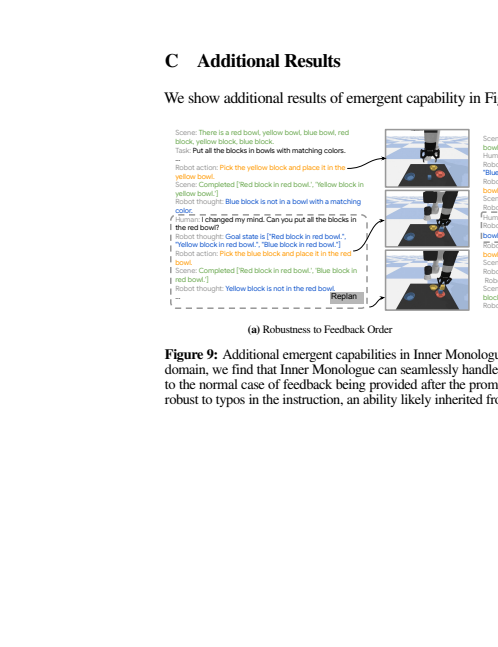 C Additional Results
We show additional results of emergent capability in
Scene: There is a red bowl, yellow bowl, blue bowl, red
block, yellow block, blue block.
Task: Put all the blocks in bowls with matching colors.
...
Robot action: Pick the yellow block and place it in the
yellow bowl.
Scene: Completed ['Red block in red bowl.', 'Yellow block in
yellow bowl.']
Robot thought: Blue block is not in a bowl with a matching
color.
Human: I changed my mind. Can you put all the blocks in
the red bowl?
Robot thought: Goal state is ["Red block in red bowl.",
"Yellow block in red bowl.", "Blue block in red bowl."]
Robot action: Pick the blue block and place it in the red
bowl.
Scene: Completed ['Red block in red bowl.', 'Blue block in
red bowl.']
Robot thought: Yellow block is not in the red bowl.
...
Replan
(a) Robustness to Feedback Order
Figure 9: Additional emergent capabilities in Inner
domain, we find that Inner Monologue can seamlessly handle
to the normal case of feedback being provided after the
robust to typos in the instruction, an ability likely inherited